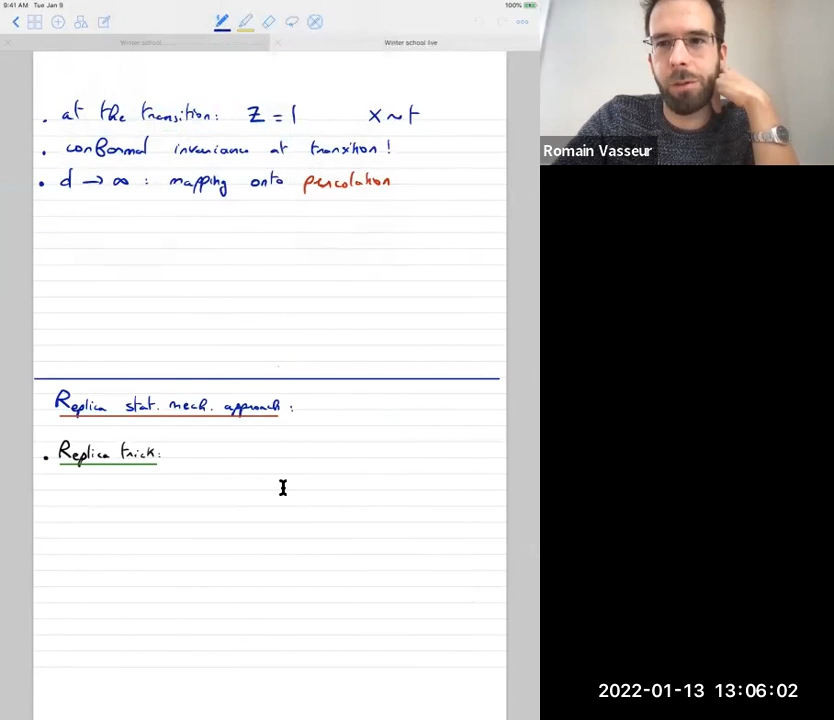 9:41 AM Tue Jan 9
100%
Winter school...
Winter school live
. at the transition: Z = 1 x ~ t
. conformal invariance at transition!
. d → ∞ : mapping onto percolation
Replica stat. mech. approach:
. Replica trick:
Romain Vasseur
2022-01-13 13:06:02